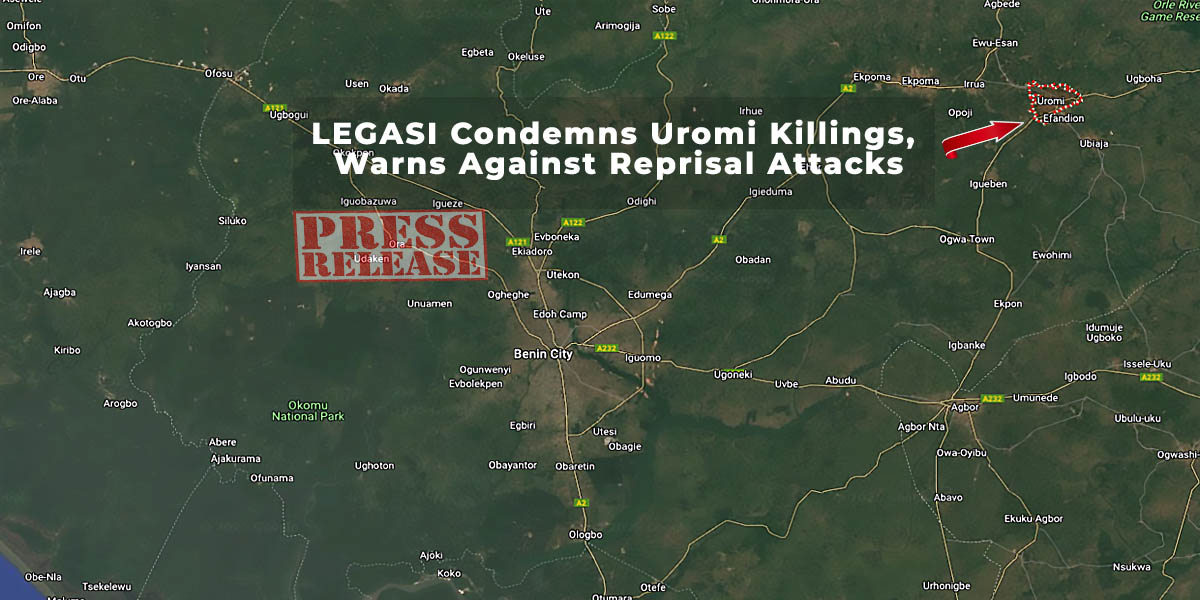 Asewele
Sobe
Ohonmora-Ora
Agbede
Orle River
Game Rese
Omifon
Ute
Arimogija
A122
Odigbo
Egbeta
Okeluse
Ewu-Esan
Ore
Otu
Ofosu
Usen
Okada
Ekpoma
Ekpoma
Irrua
Ugboha
A2
Ore-Alaba
A121
Ugbogui
Irhue
Opoji
Uromi
Efandion
LEGASI Condemns Uromi Killings,
Warns Against Reprisal Attacks
Okokpon
Ubiaja
Igueben
Iguobazuwa
Igueze
Odighi
Igieduma
Siluko
PRESS
RELEASE
Ora
Udaken
A122
A121
Evboneka
Ekiadoro
A2
Ogwa-Town
Irele
Iyansan
Obadan
Ewohimi
Utekon
Ajagba
Ogheghe
Edumega
Unuamen
Ekpon
Edoh Camp
Akotogbo
Idumuje
Ugboko
Kiribo
Benin City
A232
Iguomo
Igbanke
Issele-Uku
A232
Ogunwenyi
Evbolekpen
Ugoneki
Uvbe
Abudu
Igbodo
Arogbo
Okomu
National Park
Agbor
A232
Umunede
Egbiri
Utesi
Obagie
Agbor Nta
Ubulu-uku
Abere
Ajakurama
Ofunama
Ughoton
Obayantor
Obaretin
Owa-Oyibu
Ogwashi-
A2
Abavo
Ekuku-Agbor
Ologbo
Ajoki
Koko
Obe-Nla
Tsekelewu
Otefe
Otumara
Urhonigbe
Nsukwa